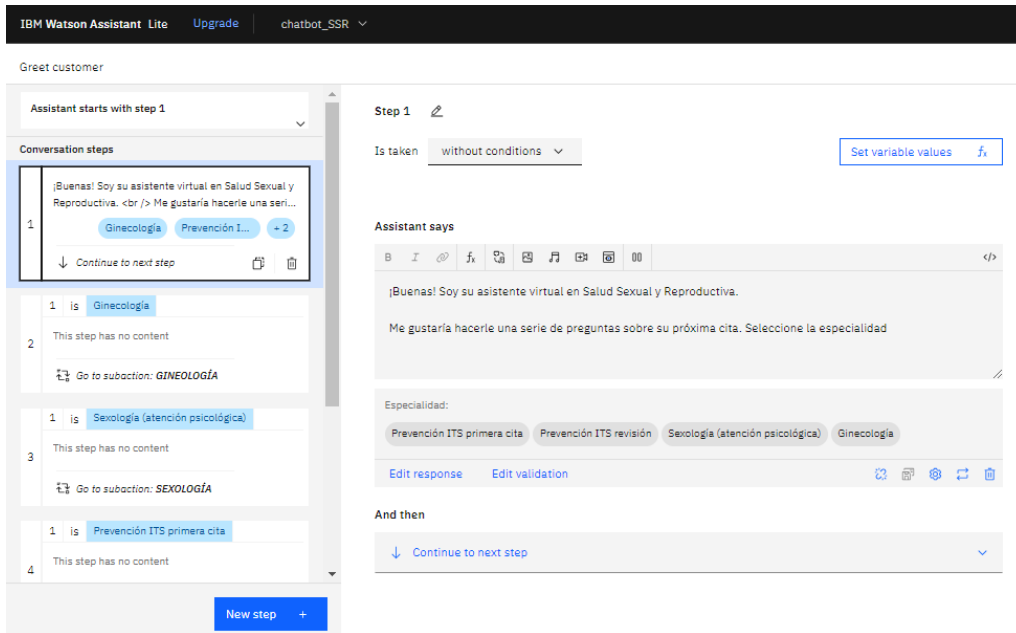 IBM Watson Assistant Lite Upgrade chatbot_SSR
Greet customer
Assistant starts with step 1
Conversation steps
1
¡Buenas! Soy su asistente virtual en Salud Sexual y
Reproductiva. <br /> Me gustaría hacerle una seri...
Ginecología Prevención I... + 2
Continue to next step
1 is Ginecología
2
This step has no content
Go to subaction: GINEOLOGÍA
1 is Sexología (atención psicológica)
3
This step has no content
Go to subaction: SEXOLOGÍA
1 is Prevención ITS primera cita
4
This step has no content
New step +
Step 1
Is taken without conditions
Set variable values fx
Assistant says
B I fx </>
¡Buenas! Soy su asistente virtual en Salud Sexual y Reproductiva.
Me gustaría hacerle una serie de preguntas sobre su próxima cita. Seleccione la especialidad
Especialidad:
Prevención ITS primera cita Prevención ITS revisión Sexología (atención psicológica) Ginecología
Edit response Edit validation
And then
Continue to next step